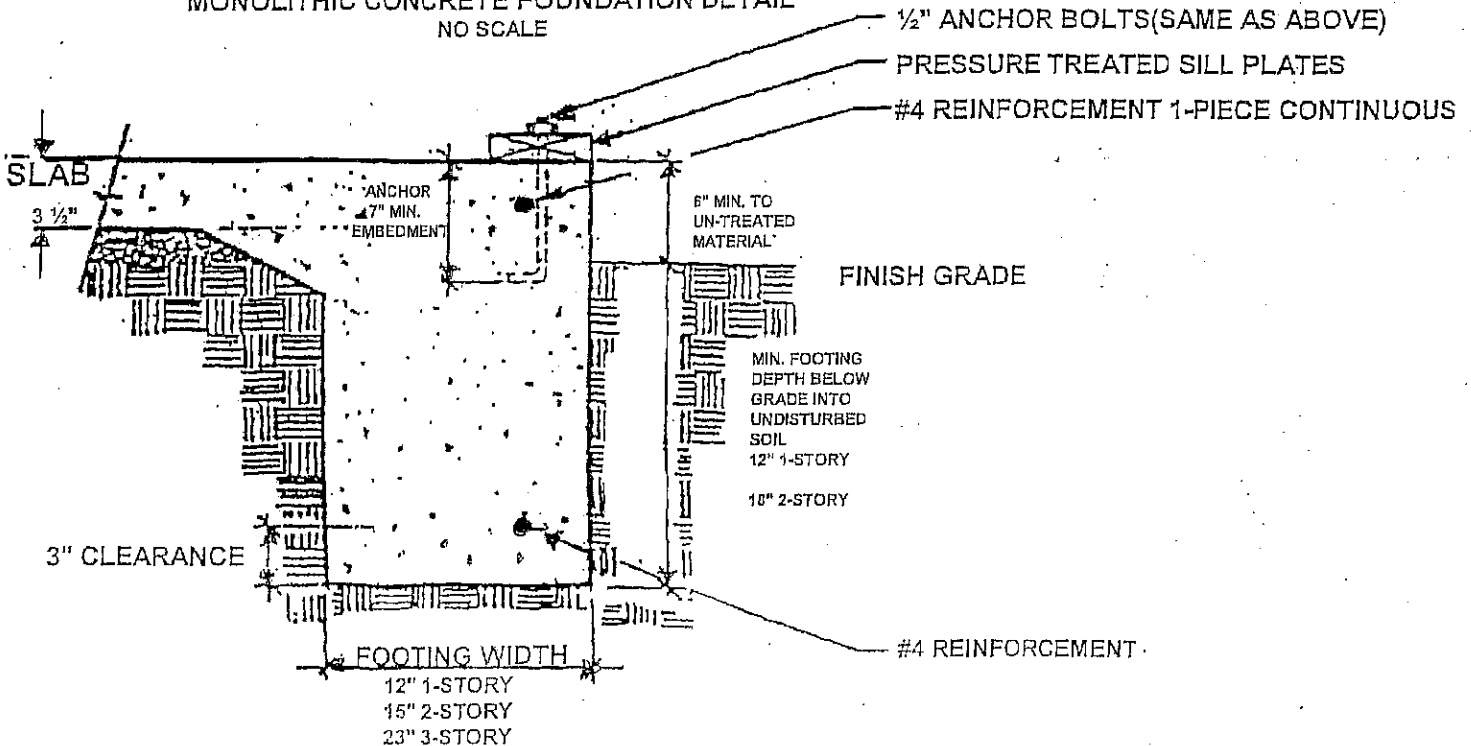 MONOLITHIC CONCRETE FOUNDATION DETAIL
NO SCALE
½" ANCHOR BOLTS(SAME AS ABOVE)
PRESSURE TREATED SILL PLATES
#4 REINFORCEMENT 1-PIECE CONTINUOUS
SLAB
3 ½"
ANCHOR
7" MIN.
EMBEDMENT
6" MIN. TO
UN-TREATED
MATERIAL
FINISH GRADE
MIN. FOOTING
DEPTH BELOW
GRADE INTO
UNDISTURBED
SOIL
12" 1-STORY
18" 2-STORY
3" CLEARANCE
#4 REINFORCEMENT
FOOTING WIDTH
12" 1-STORY
15" 2-STORY
23" 3-STORY